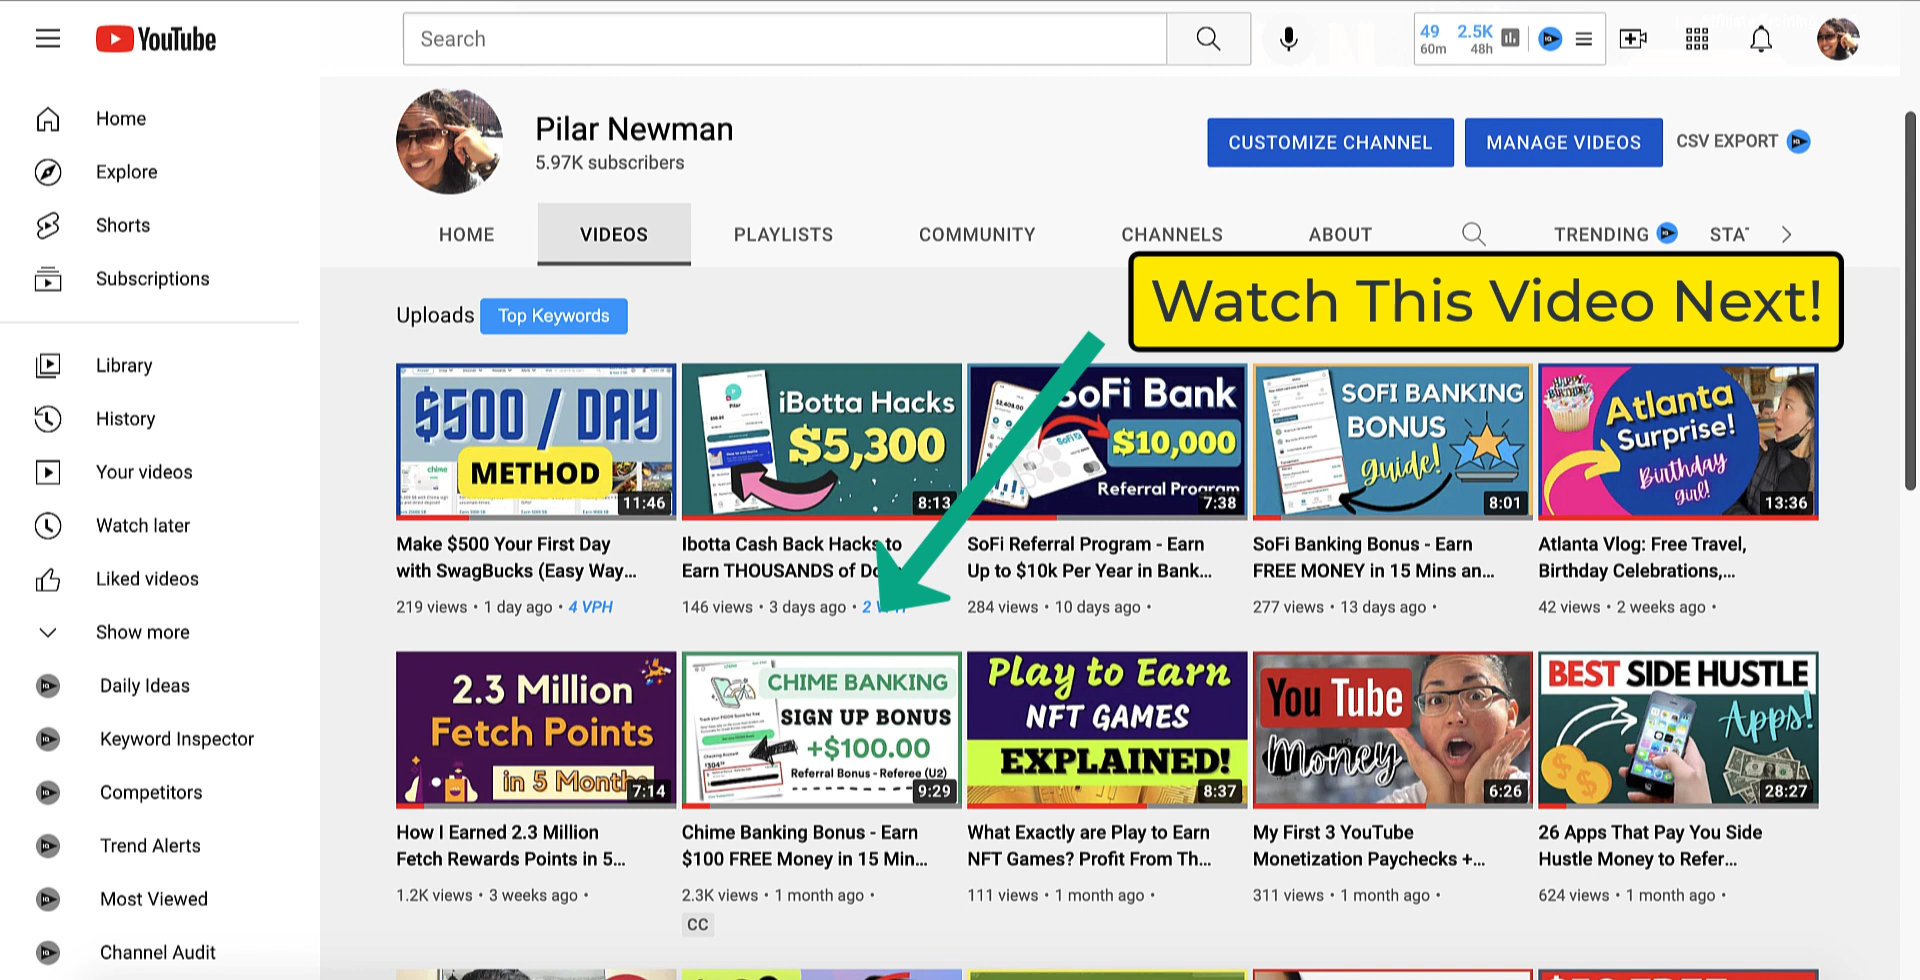 YouTube
Search
49 2.5K
60m 48h
Home
Explore
Shorts
Subscriptions
Library
History
Your videos
Watch later
Liked videos
Show more
Daily Ideas
Keyword Inspector
Competitors
Trend Alerts
Most Viewed
Channel Audit
Pilar Newman
5.97K subscribers
CUSTOMIZE CHANNEL
MANAGE VIDEOS
CSV EXPORT
HOME VIDEOS PLAYLISTS COMMUNITY CHANNELS ABOUT TRENDING STAT
Watch This Video Next!
Uploads Top Keywords
$500 / DAY
METHOD
chime
11:46
Make $500 Your First Day
with SwagBucks (Easy Way...
219 views • 1 day ago • 4 VPH
iBotta Hacks
$5,300
8:13
Ibotta Cash Back Hacks to
Earn THOUSANDS of Do
146 views • 3 days ago • 2 VPH
SoFi Bank
$10,000
Referral Program
7:38
SoFi Referral Program - Earn
Up to $10k Per Year in Bank...
284 views • 10 days ago •
SOFI BANKING
BONUS
guide!
8:01
SoFi Banking Bonus - Earn
FREE MONEY in 15 Mins an...
277 views • 13 days ago •
HAPPY BIRTHDAY
Atlanta
Surprise!
Birthday
girl!
13:36
Atlanta Vlog: Free Travel,
Birthday Celebrations,...
42 views • 2 weeks ago •
2.3 Million
Fetch Points
in 5 Months
7:14
How I Earned 2.3 Million
Fetch Rewards Points in 5...
1.2K views • 3 weeks ago •
CHIME BANKING
SIGN UP BONUS
+$100.00
Referral Bonus - Referee (U2)
9:29
Chime Banking Bonus - Earn
$100 FREE Money in 15 Min...
2.3K views • 1 month ago •
CC
Play to Earn
NFT GAMES
EXPLAINED!
8:37
What Exactly are Play to Earn
NFT Games? Profit From Th...
111 views • 1 month ago •
YouTube
Money
6:26
My First 3 YouTube
Monetization Paychecks +...
311 views • 1 month ago •
BEST SIDE HUSTLE
Apps!
28:27
26 Apps That Pay You Side
Hustle Money to Refer...
624 views • 1 month ago •